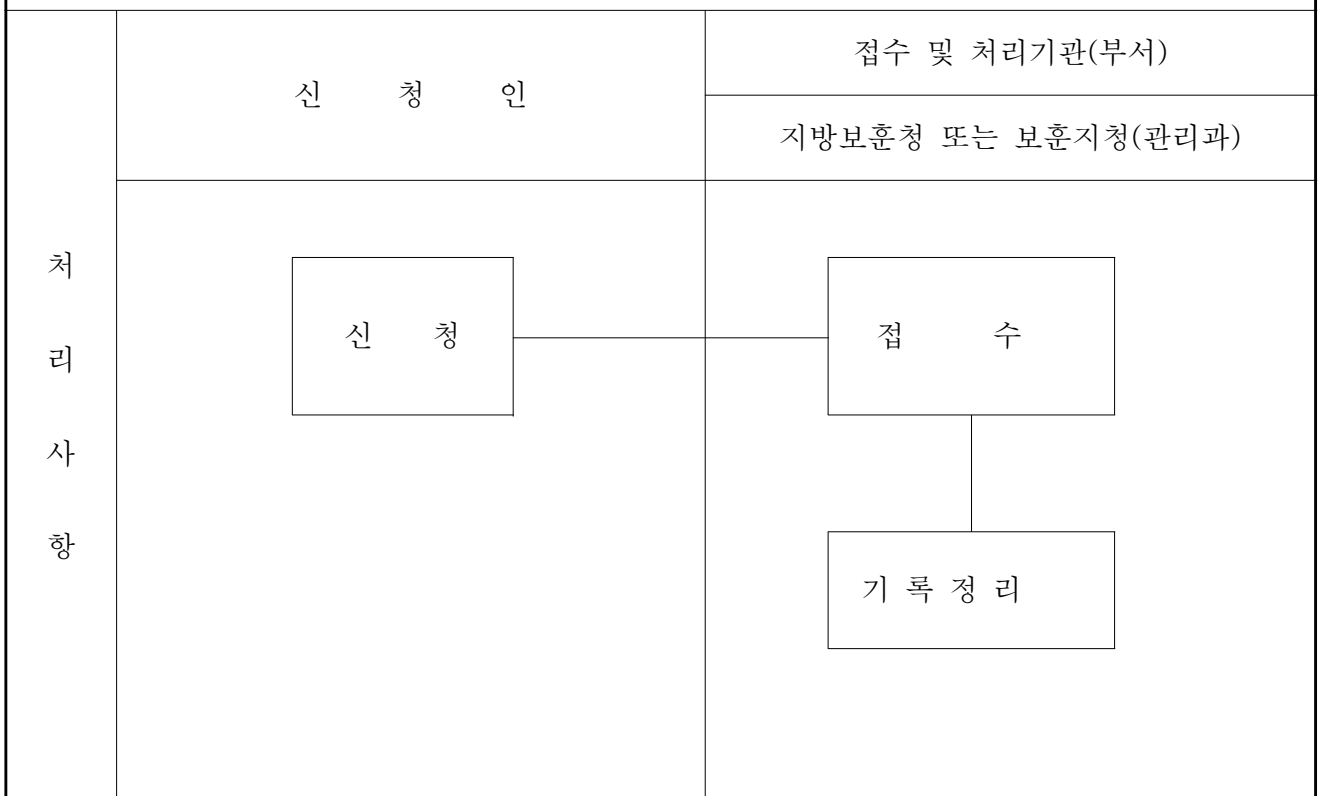 신 청 인
접수 및 처리기관(부서)
지방보훈청 또는 보훈지청(관리과)
처
리
사
항
신 청
접 수
기 록 정 리